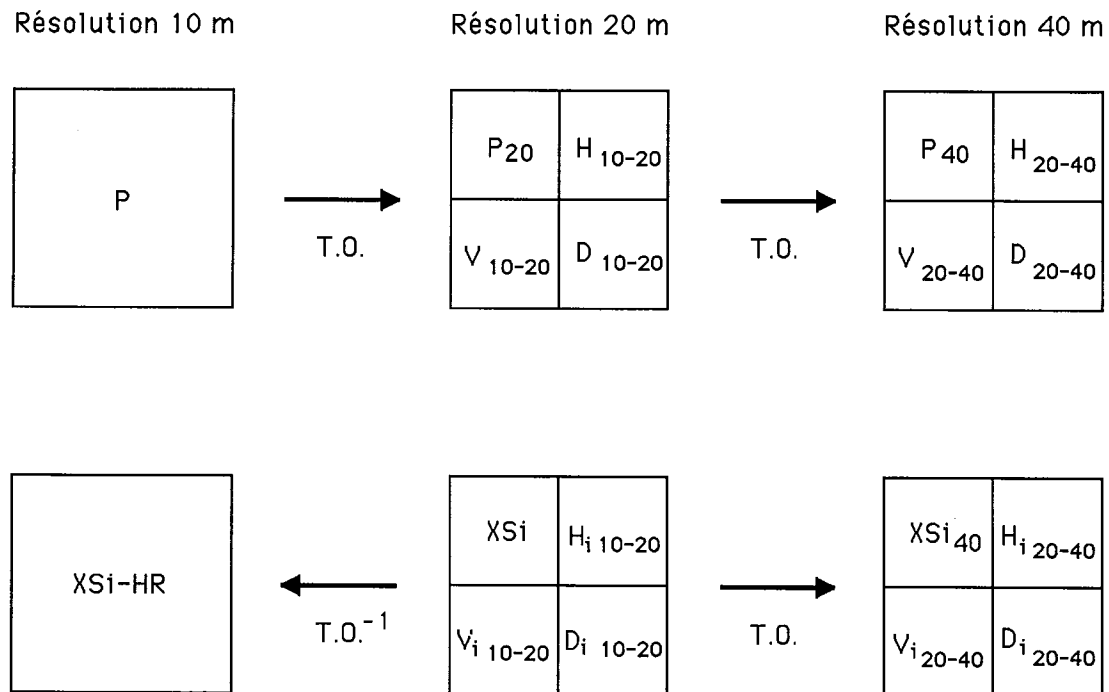 Résolution 10 m Résolution 20 m Résolution 40 m
P20 H 10-20 P40 H 20-40
P
T.O. T.O.
V 10-20 D 10-20 V 20-40 D 20-40
XSi Hi 10-20 XSi40 Hi 20-40
XSi-HR
T.O.-1 T.O.
Vi 10-20 Di 10-20 Vi 20-40 Di 20-40